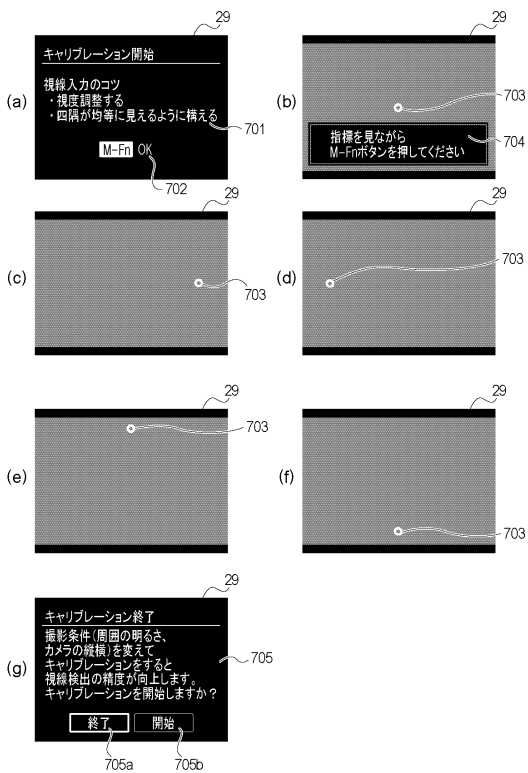 29
(a)
キャリブレーション開始
視線入力のコツ
・視度調整する
・四隅が均等に見えるように構える
701
M-Fn OK
702
29
(b)
703
指標を見ながら
M-Fnボタンを押してください
704
29
(c)
703
29
(d)
703
29
(e)
703
29
(f)
703
29
(g)
キャリブレーション終了
撮影条件(周囲の明るさ、
カメラの縦横)を変えて
キャリブレーションをすると
視線検出の精度が向上します。
キャリブレーションを開始しますか?
705
終了 開始
705a 705b